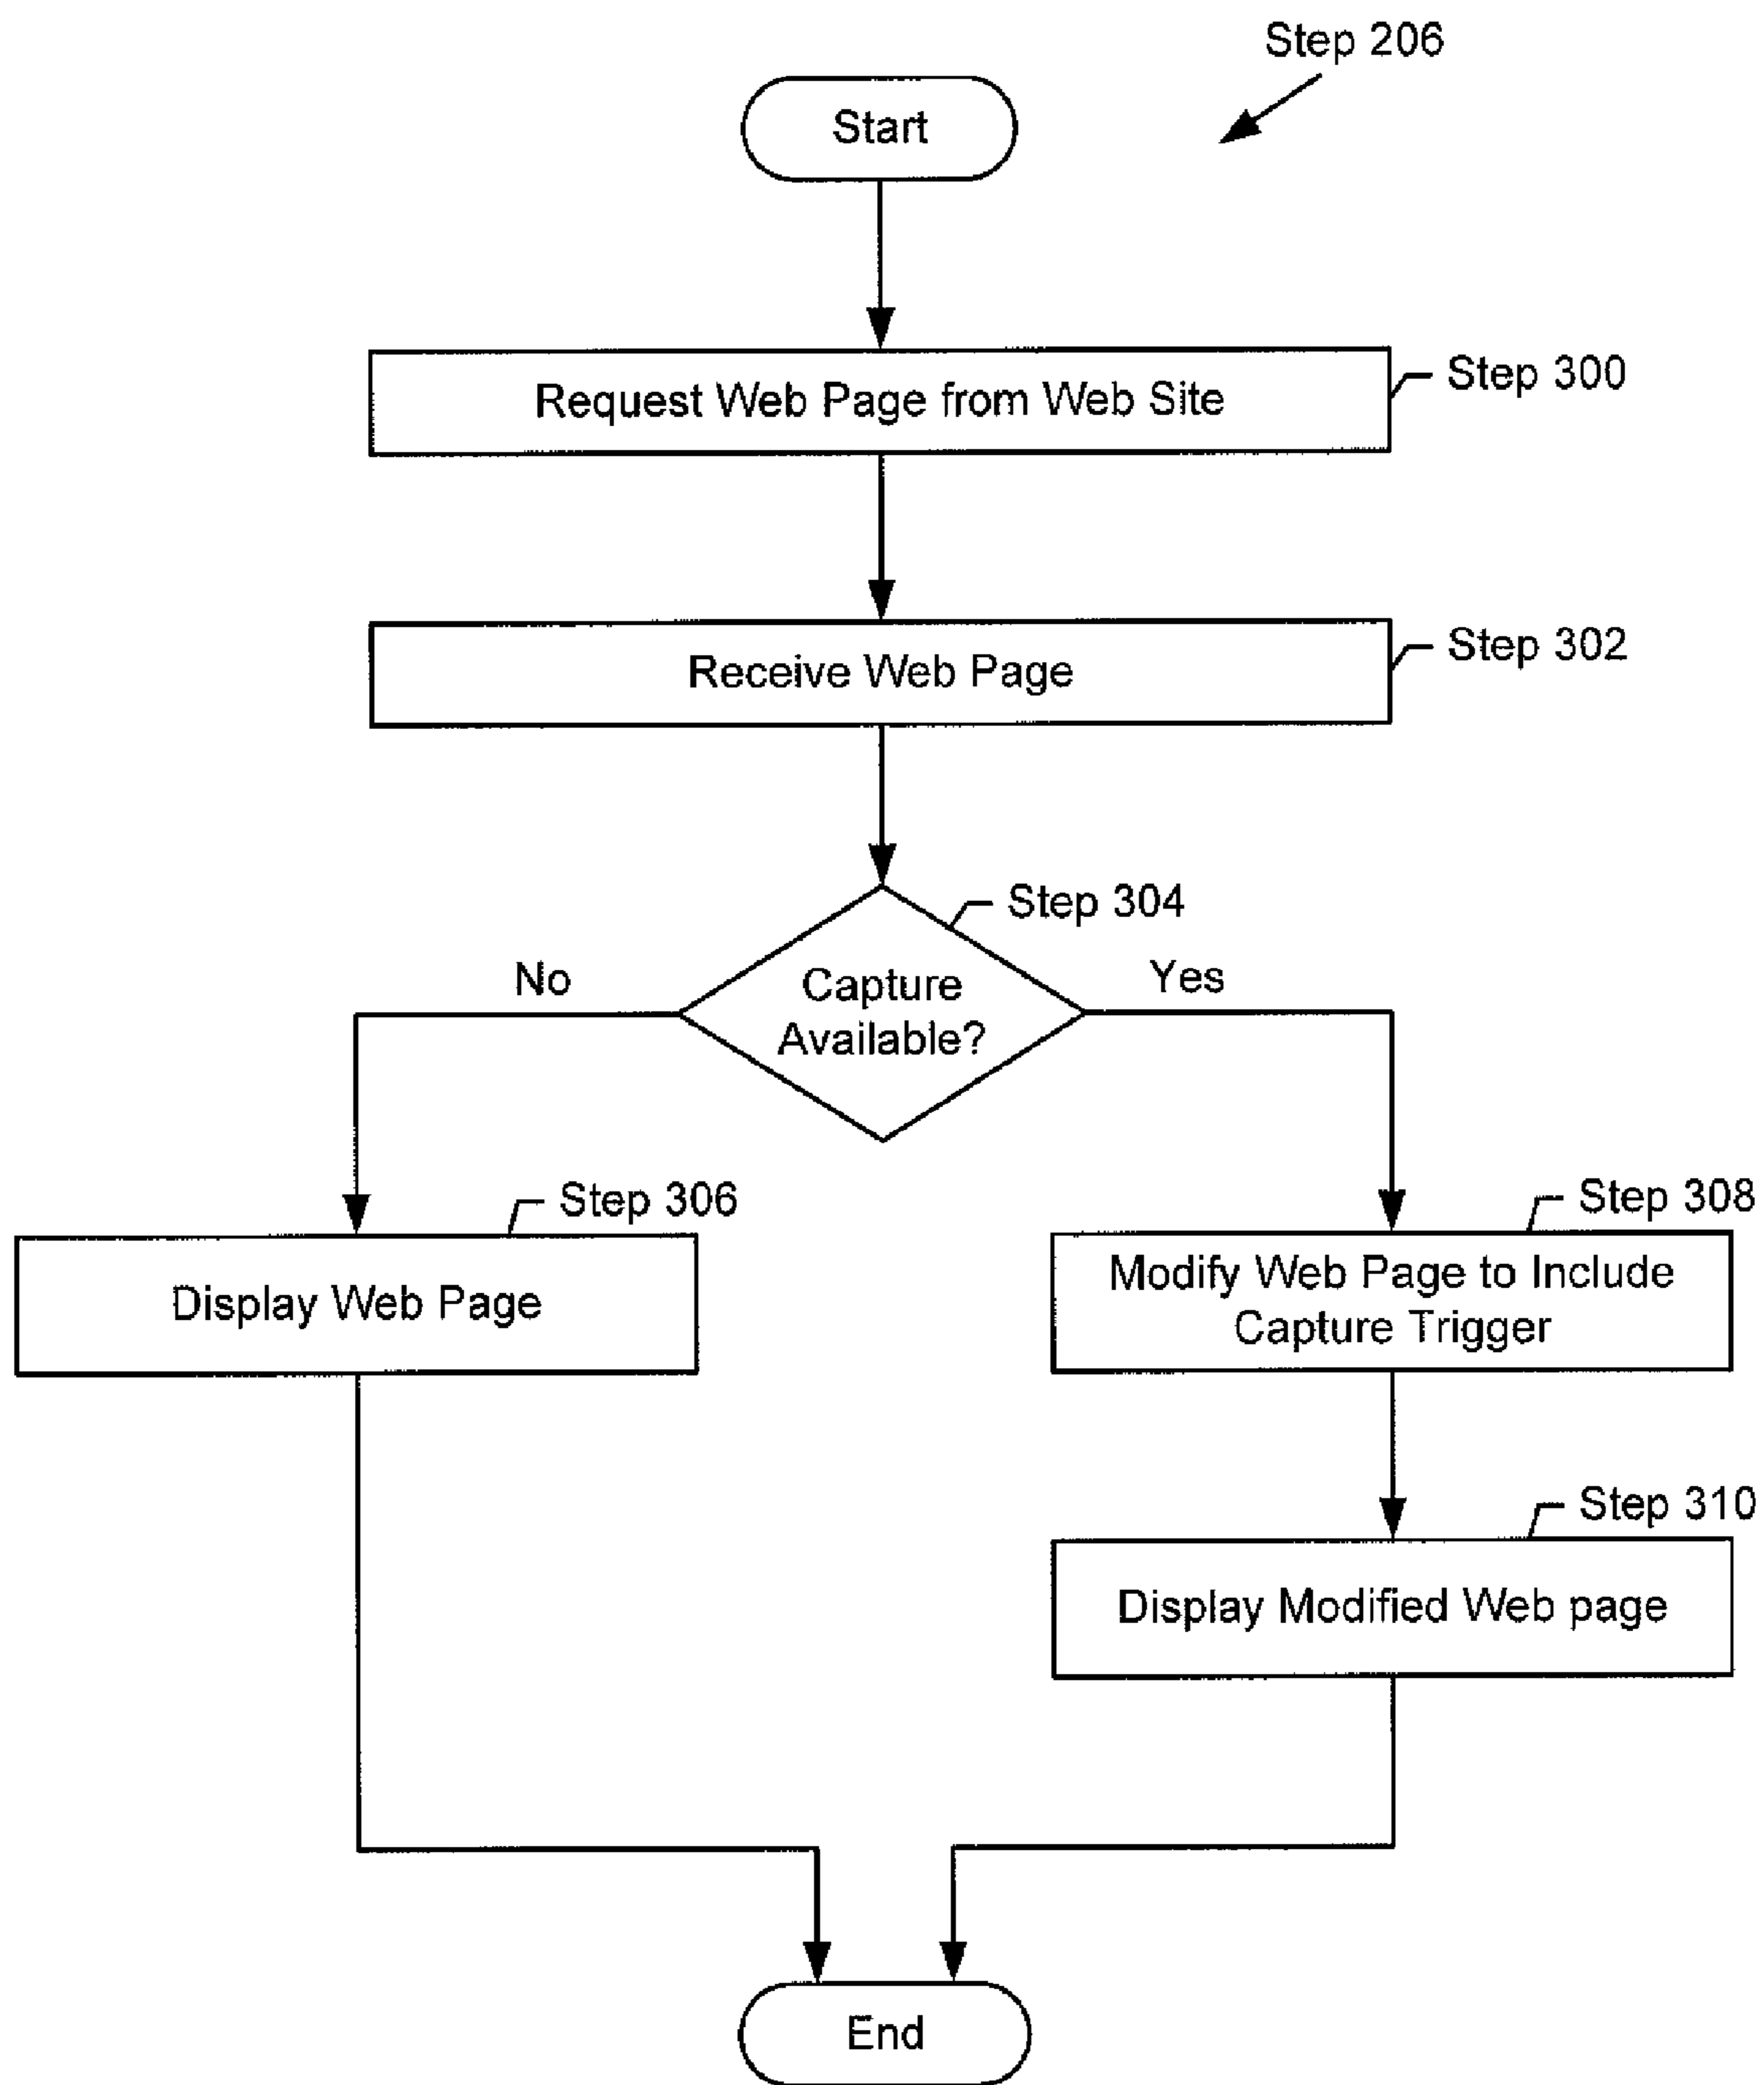 Step 206
Start
Request Web Page from Web Site
Step 300
Receive Web Page
Step 302
Step 304
Capture
Available?
No
Yes
Step 306
Display Web Page
Step 308
Modify Web Page to Include
Capture Trigger
Step 310
Display Modified Web page
End